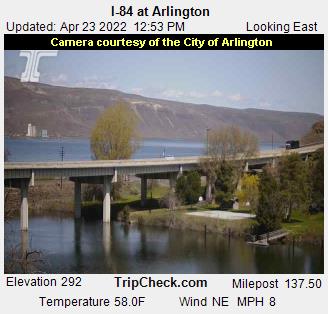 I-84 at Arlington
Updated: Apr 23 2022 12:53 PM Looking East
Camera courtesy of the City of Arlington
Elevation 292 TripCheck.com Milepost 137.50
Temperature 58.0F Wind NE MPH 8